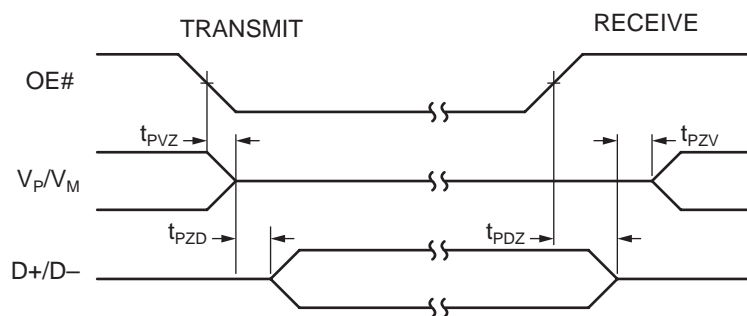 TRANSMIT RECEIVE
OE#
tPVZ tPZV
VP/VM
tPZD tPDZ
D+/D–